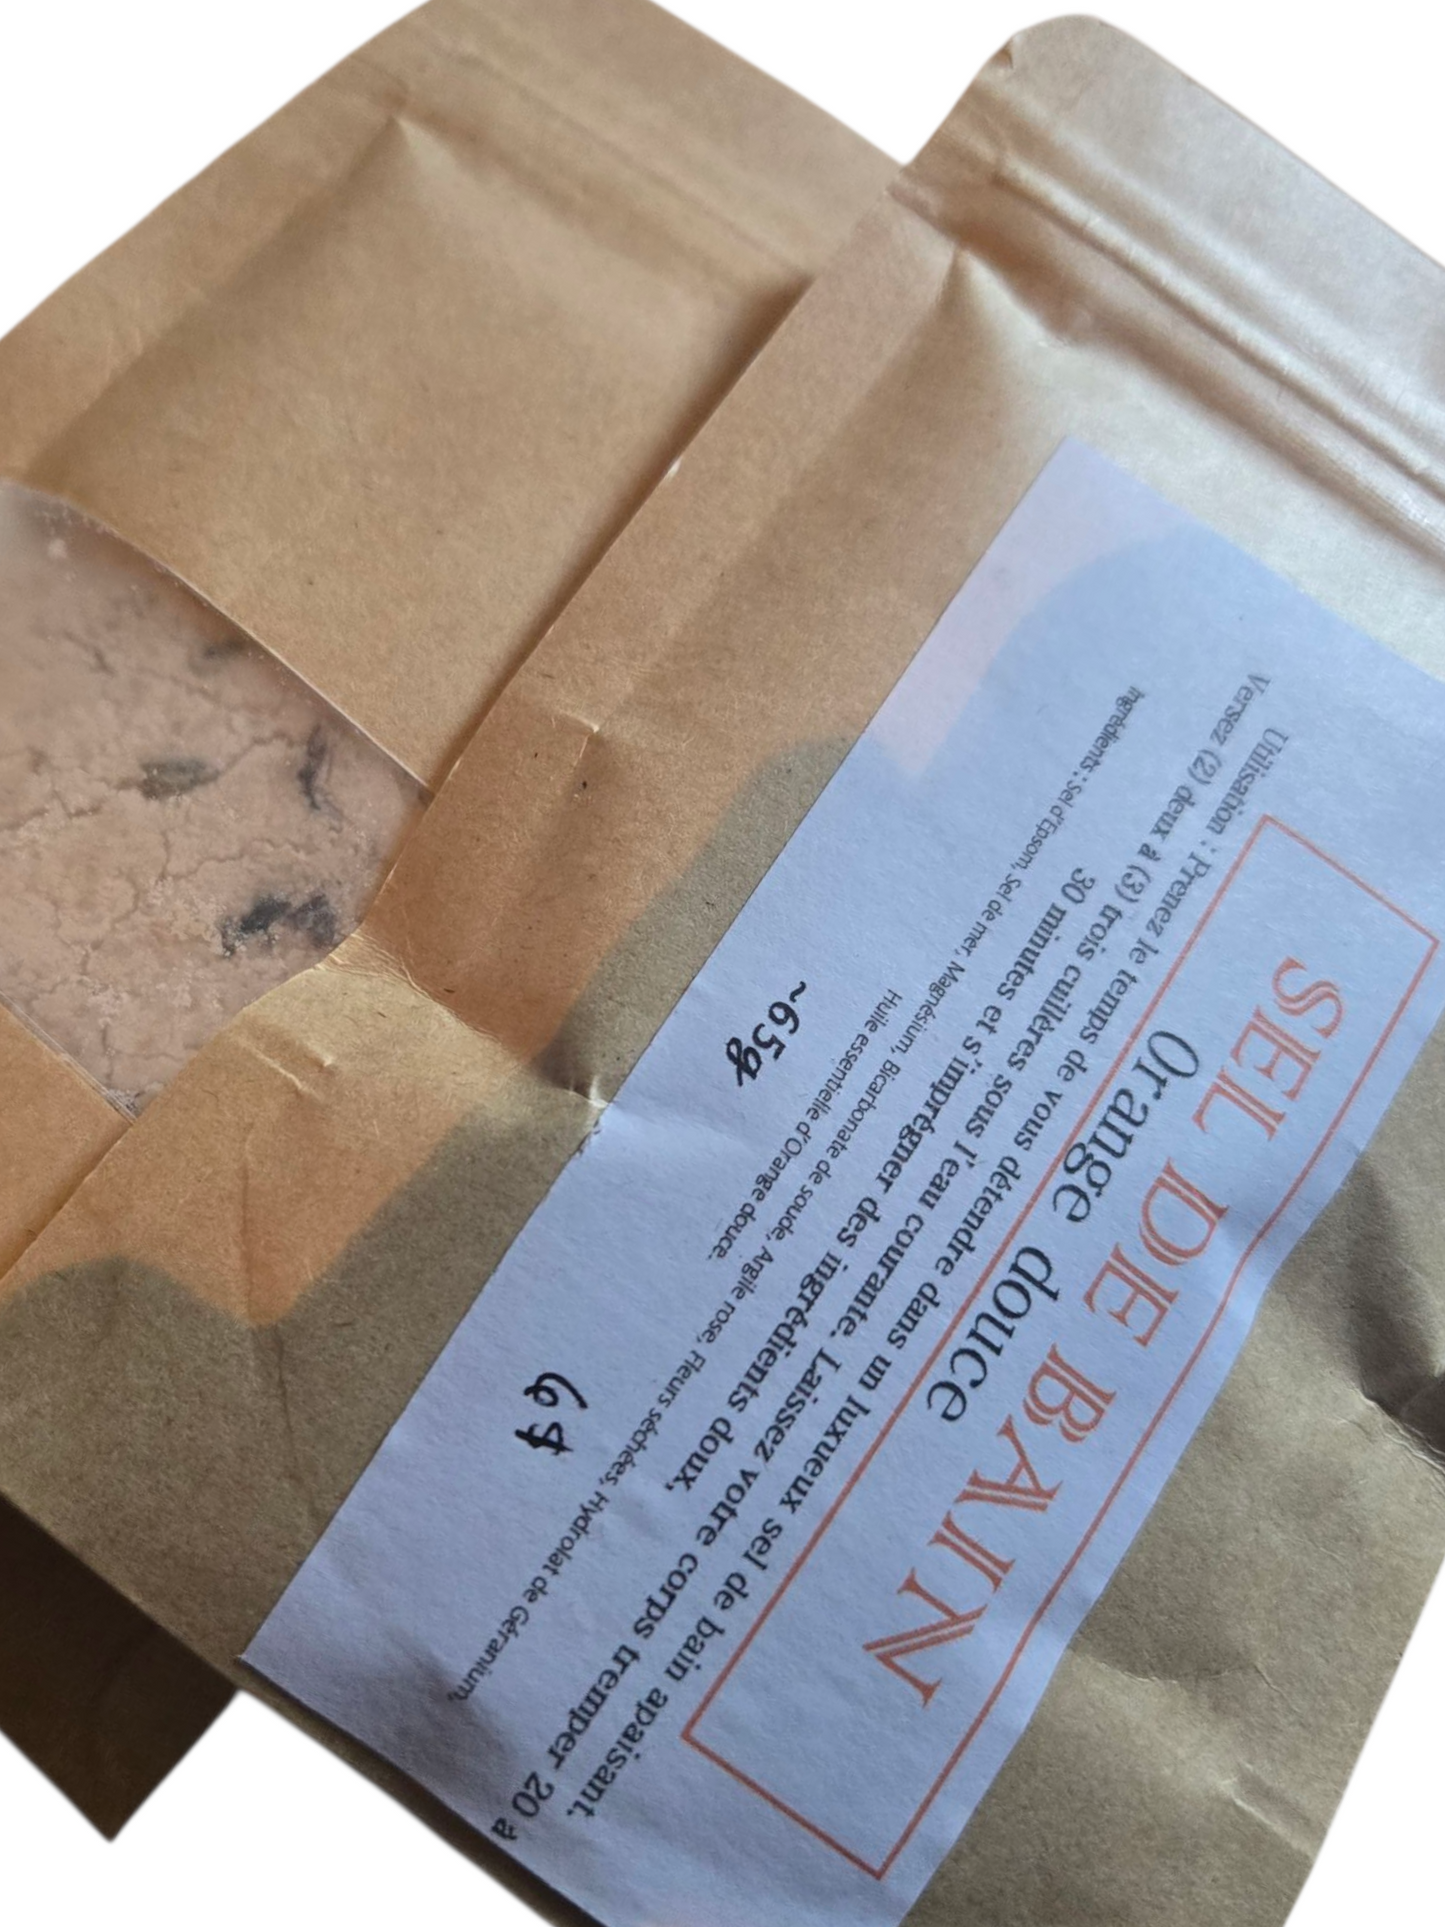 SEL DE BAIN
Orange douce
Utilisation : Prenez le temps de vous détendre dans un luxueux sel de bain apaisant.
Versez (2) deux à (3) trois cuillères sous l'eau courante. Laissez votre corps tremper 20 à
30 minutes et s'imprégner des ingrédients doux,
Ingrédients : Sel d'Epsom, Sel de mer, Magnésium, Bicarbonate de soude, Argile rose, Fleurs séchées, Hydrolat de Géranium,
Huile essentielle d'Orange douce.
~65g
6$